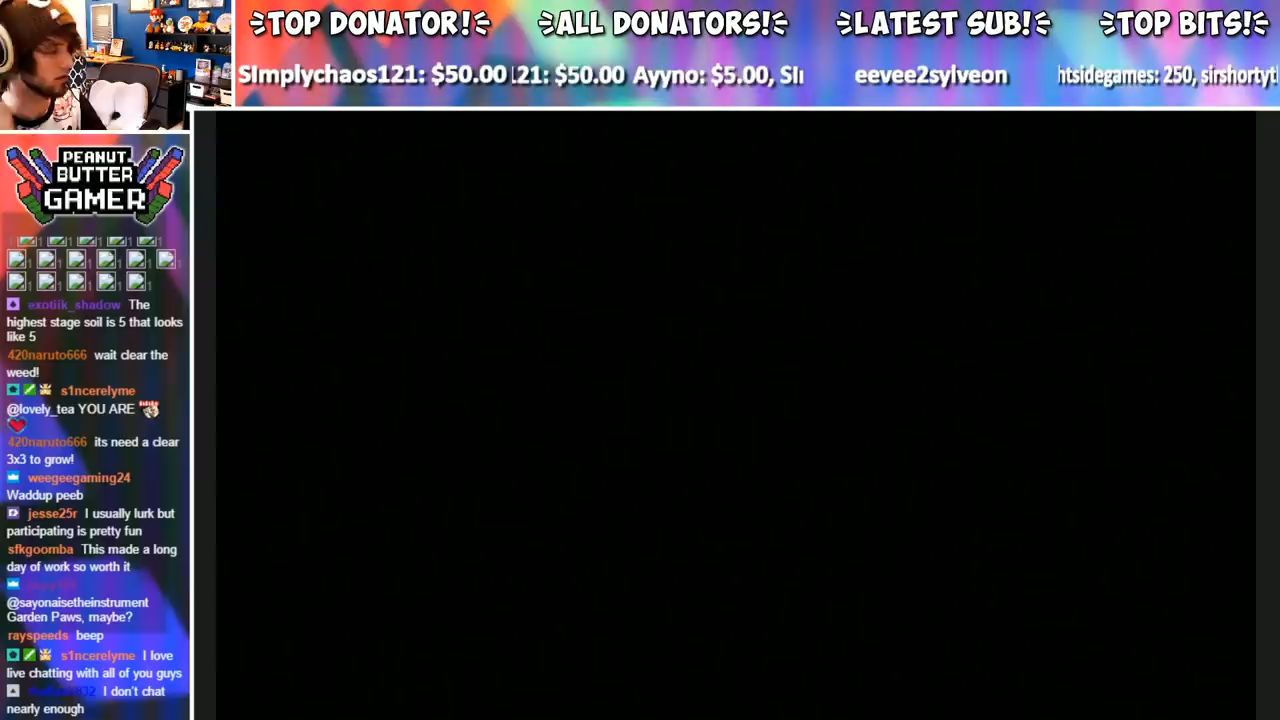 TOP DONATOR!
ALL DONATORS!
LATEST SUB!
TOP BITS!
SImplychaos121: $50.00
L21: $50.00 Ayyno: $5.00, SI
eevee2sylveon
htsidegames: 250, sirshortyt
PEANUT
BUTTER
GAMER
exotiik_shadow The
highest stage soil is 5 that looks
like 5
420naruto666 wait clear the
weed!
s1ncerelyme
@lovely_tea YOU ARE
420naruto666 its need a clear
3x3 to grow!
weegeegaming24
Waddup peeb
jesse25r I usually lurk but
participating is pretty fun
sfkgoomba This made a long
day of work so worth it
@sayonaisetheinstrument
Garden Paws, maybe?
rayspeeds beep
s1ncerelyme I love
live chatting with all of you guys
I don't chat
nearly enough